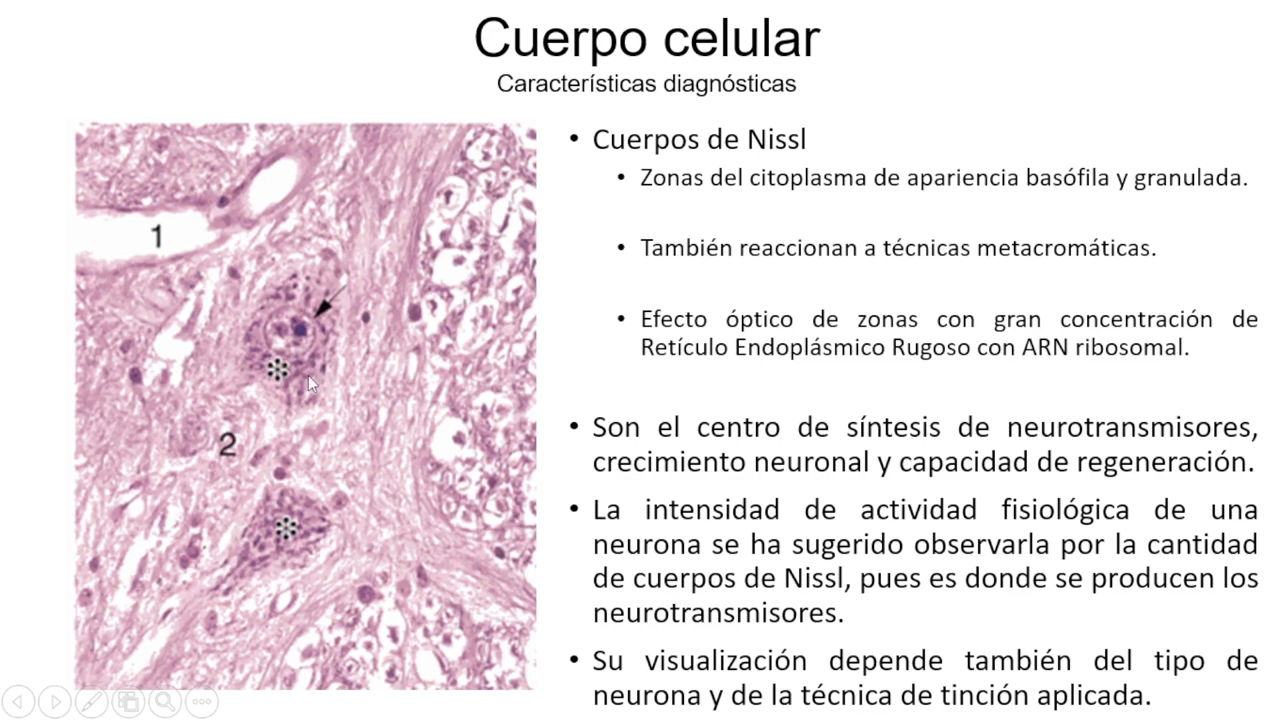 Cuerpo celular
Características diagnósticas
• Cuerpos de Nissl
• Zonas del citoplasma de apariencia basófila y granulada.
• También reaccionan a técnicas metacromáticas.
• Efecto óptico de zonas con gran concentración de
Retículo Endoplásmico Rugoso con ARN ribosomal.
• Son el centro de síntesis de neurotransmisores,
crecimiento neuronal y capacidad de regeneración.
• La intensidad de actividad fisiológica de una
neurona se ha sugerido observarla por la cantidad
de cuerpos de Nissl, pues es donde se producen los
neurotransmisores.
• Su visualización depende también del tipo de
neurona y de la técnica de tinción aplicada.
1
2